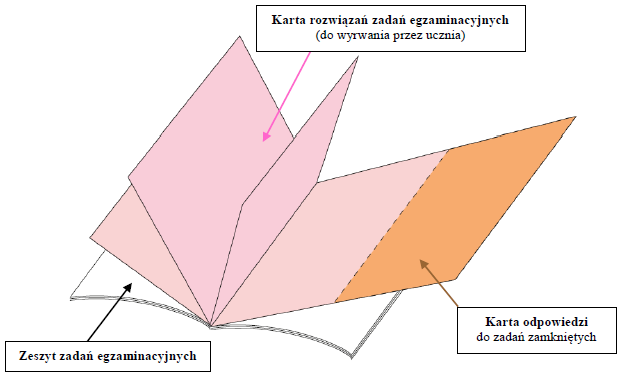 Karta rozwiązań zadań egzaminacyjnych
(do wyrwania przez ucznia)
Karta odpowiedzi
do zadań zamkniętych
Zeszyt zadań egzaminacyjnych